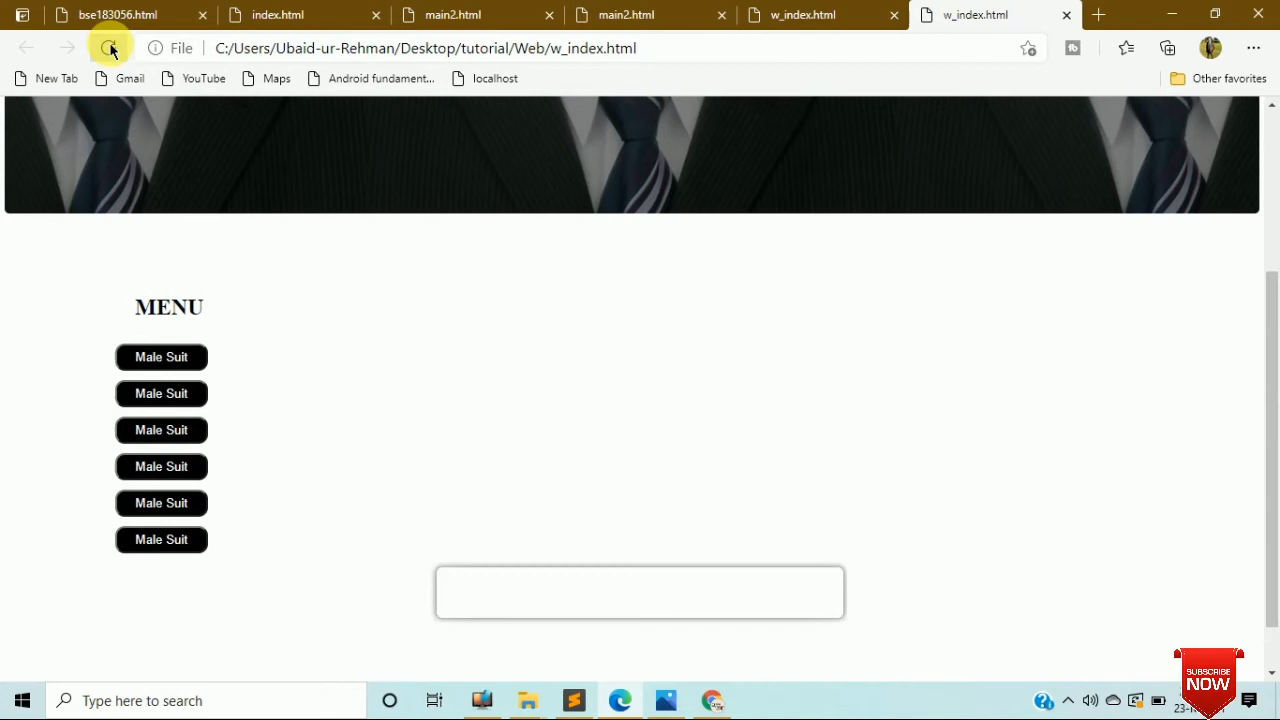 bse183056.html
index.html
main2.html
main2.html
w_index.html
w_index.html
File
C:/Users/Ubaid-ur-Rehman/Desktop/tutorial/Web/w_index.html
New Tab
Gmail
YouTube
Maps
Android fundament...
localhost
Other favorites
MENU
Male Suit
Male Suit
Male Suit
Male Suit
Male Suit
Male Suit
Type here to search
23-
SUBSCRIBE
NOW